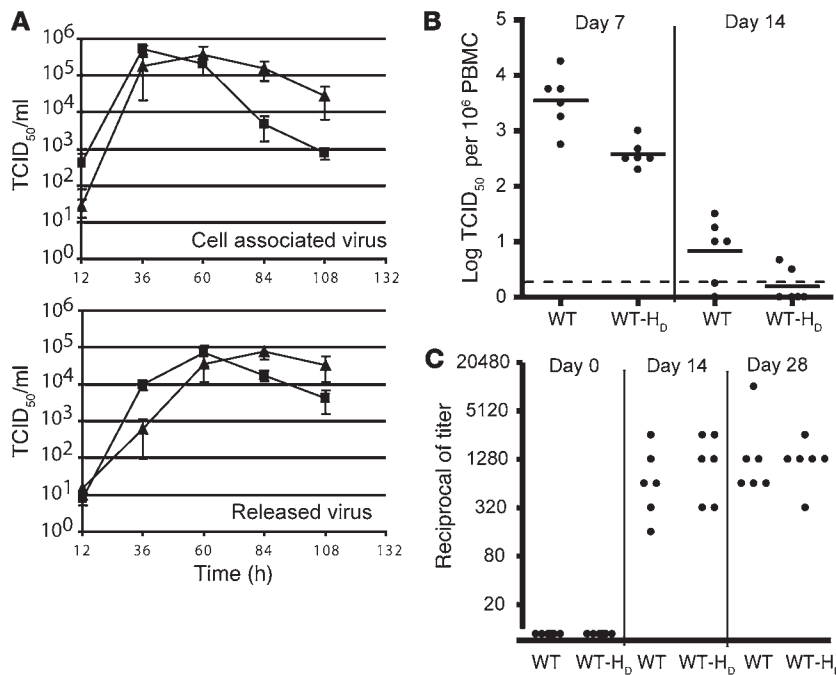 A
TCID50/ml
10^6
10^5
10^4
10^3
10^2
10^1
10^0
Cell associated virus
12 36 60 84 108 132
TCID50/ml
10^6
10^5
10^4
10^3
10^2
10^1
10^0
Released virus
12 36 60 84 108 132
Time (h)
B
Log TCID50 per 10^6 PBMC
5
4
3
2
1
0
Day 7 Day 14
WT WT-HD WT WT-HD
C
Reciprocal of titer
20480
5120
1280
320
80
20
Day 0 Day 14 Day 28
WT WT-HD WT WT-HD WT WT-H